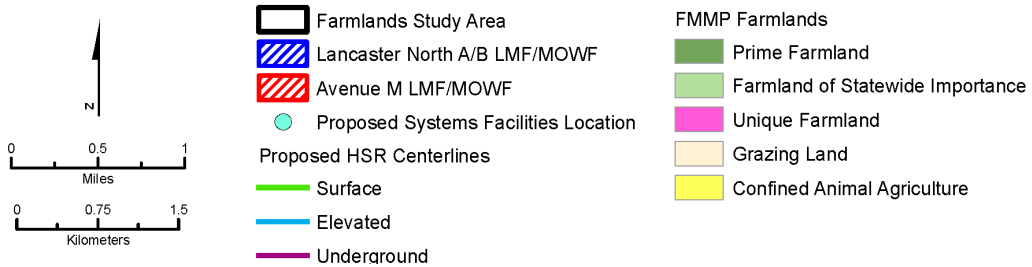 N
0 0.5 1
Miles
0 0.75 1.5
Kilometers
Farmlands Study Area
Lancaster North A/B LMF/MOWF
Avenue M LMF/MOWF
Proposed Systems Facilities Location
Proposed HSR Centerlines
Surface
Elevated
Underground
FMMP Farmlands
Prime Farmland
Farmland of Statewide Importance
Unique Farmland
Grazing Land
Confined Animal Agriculture